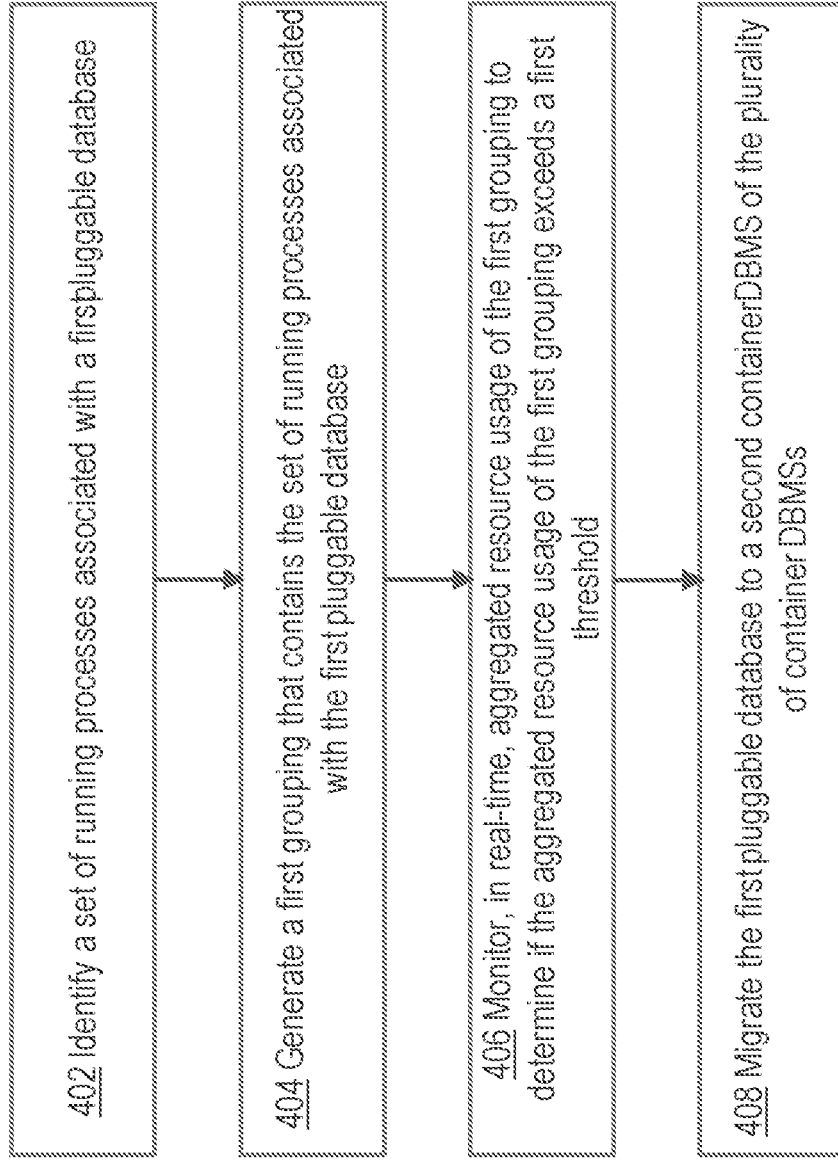 402 Identify a set of running processes associated with a firstpluggable database
404 Generate a first grouping that contains the set of running processes associated
with the first pluggable database
406 Monitor, in real-time, aggregated resource usage of the first grouping to
determine if the aggregated resource usage of the first grouping exceeds a first
threshold
408 Migrate the first pluggable database to a second containerDBMS of the plurality
of container DBMSs